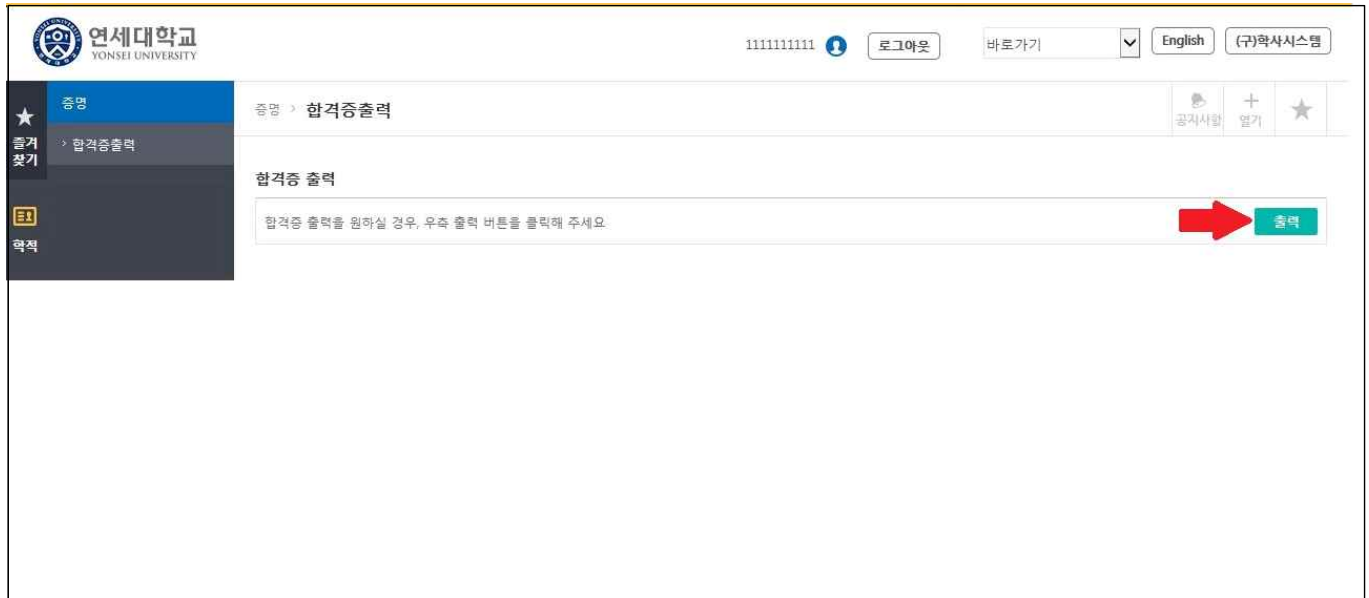 연세대학교
YONSEI UNIVERSITY
1111111111
로그아웃
바로가기
English
(구)학사시스템
즐겨
찾기
학적
증명
> 합격증출력
증명 > 합격증출력
공지사항
열기
합격증 출력
합격증 출력을 원하실 경우, 우측 출력 버튼을 클릭해 주세요
출력